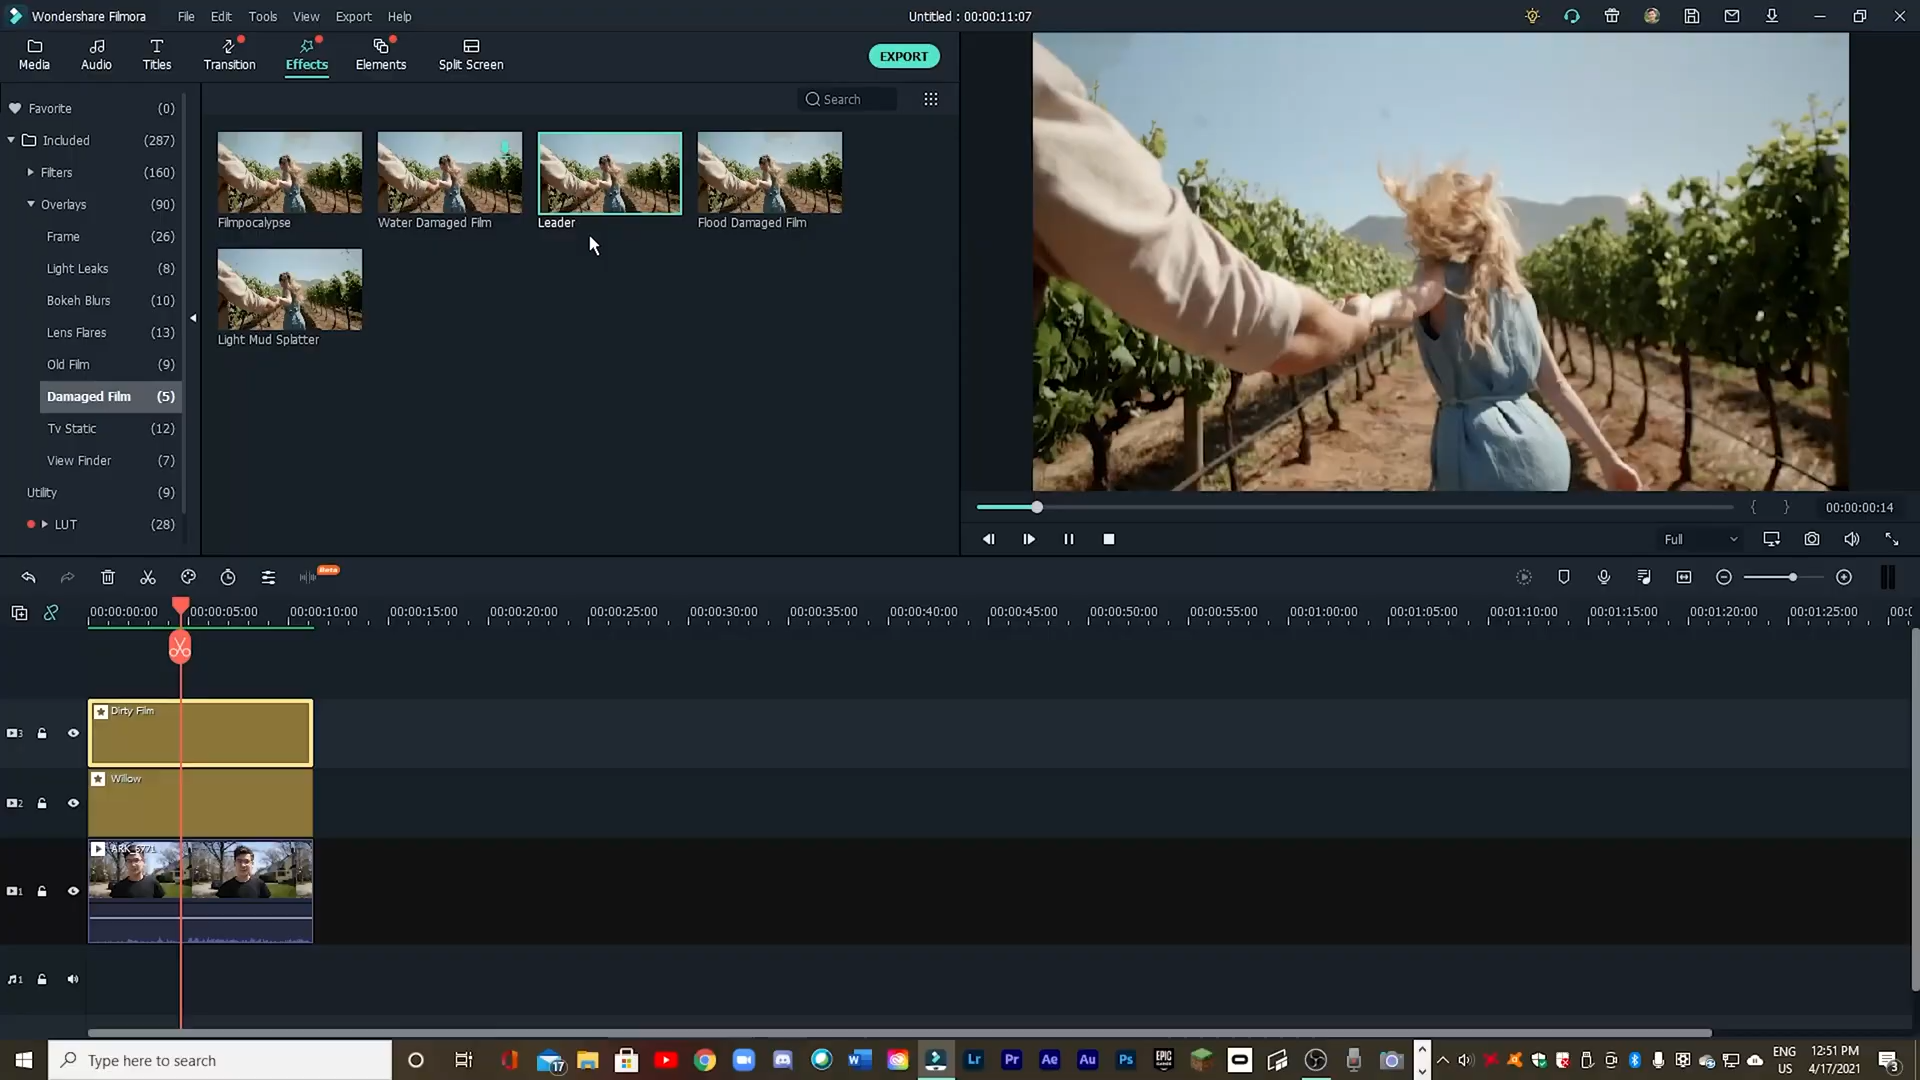 Wondershare Filmora
File Edit Tools View Export Help
Untitled : 00:00:11:07
Media Audio Titles Transition Effects Elements Split Screen
EXPORT
Favorite (0)
Search
Included (287)
Filters (160)
Overlays (90)
Frame (26)
Light Leaks (8)
Bokeh Blurs (10)
Lens Flares (13)
Old Film (9)
Damaged Film (5)
Tv Static (12)
View Finder (7)
Utility (9)
LUT (28)
Filmpocalypse
Water Damaged Film
Leader
Flood Damaged Film
Light Mud Splatter
{ } 00:00:00:14
Full
Beta
00:00:00:00 00:00:05:00 00:00:10:00 00:00:15:00 00:00:20:00 00:00:25:00 00:00:30:00 00:00:35:00 00:00:40:00 00:00:45:00 00:00:50:00 00:00:55:00 00:01:00:00 00:01:05:00 00:01:10:00 00:01:15:00 00:01:20:00 00:01:25:00
Dirty Film
3
Willow
2
1
1
Type here to search
17
Lr Pr Ae Au Ps
EPIC GAMES
ENG
US
12:51 PM
4/17/2021
3